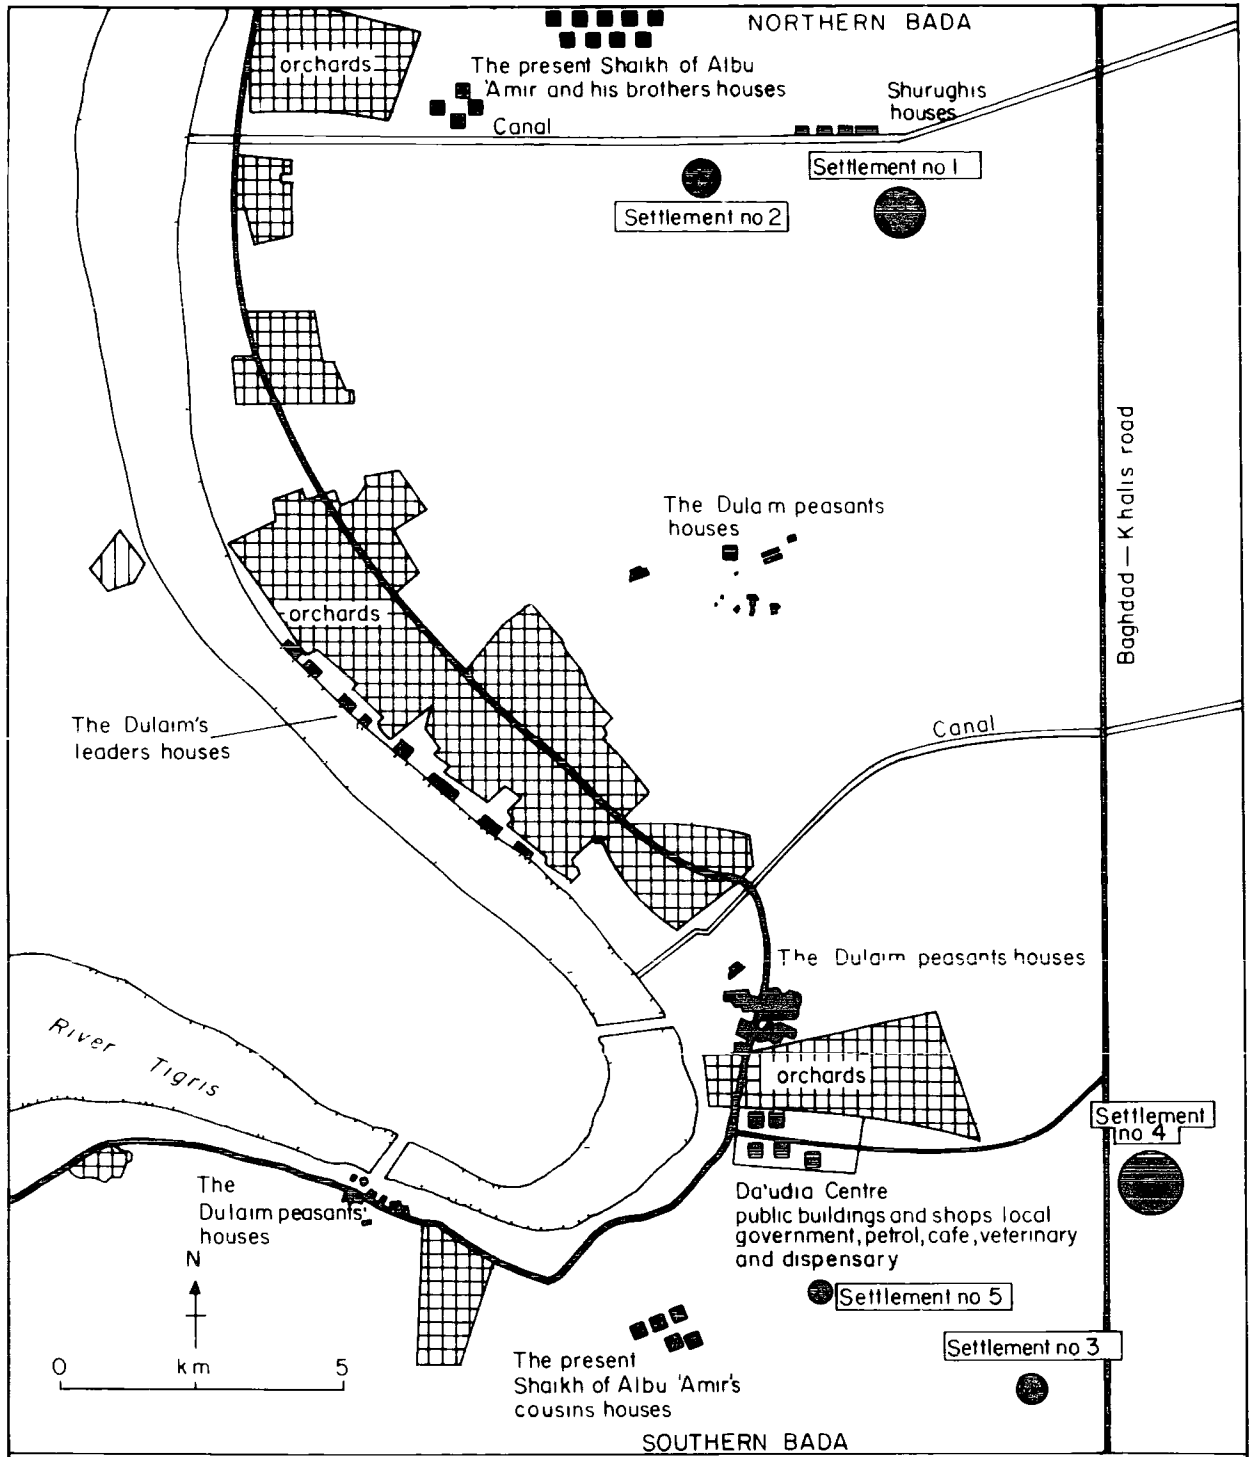 NORTHERN BADA
orchards
The present Shaikh of Albu
'Amir and his brothers houses
Shurughis
houses
Canal
Settlement no 1
Settlement no 2
Baghdad — Khalis road
The Dulaim peasants
houses
orchards
The Dulaim's
leaders houses
Canal
The Dulaim peasants houses
River Tigris
orchards
Settlement
no 4
The
Dulaim peasants'
houses
Da'udia Centre
public buildings and shops local
government, petrol, cafe, veterinary
and dispensary
N
Settlement no 5
Settlement no 3
0 km 5
The present
Shaikh of Albu 'Amir's
cousins houses
SOUTHERN BADA